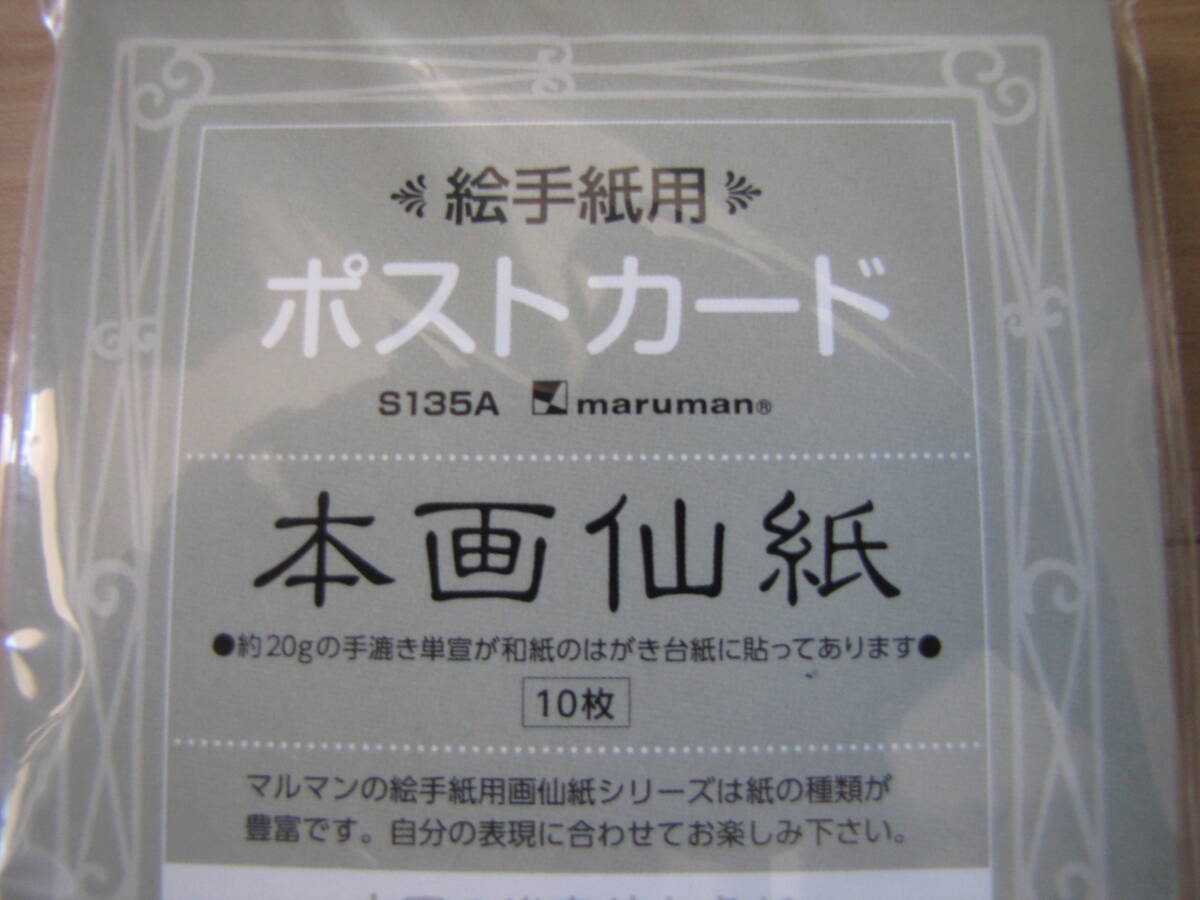 絵手紙用
ポストカード
S135A maruman®
本画仙紙
●約20gの手漉き単宣が和紙のはがき台紙に貼ってあります●
10枚
マルマンの絵手紙用画仙紙シリーズは紙の種類が
豊富です。自分の表現に合わせてお楽しみ下さい。